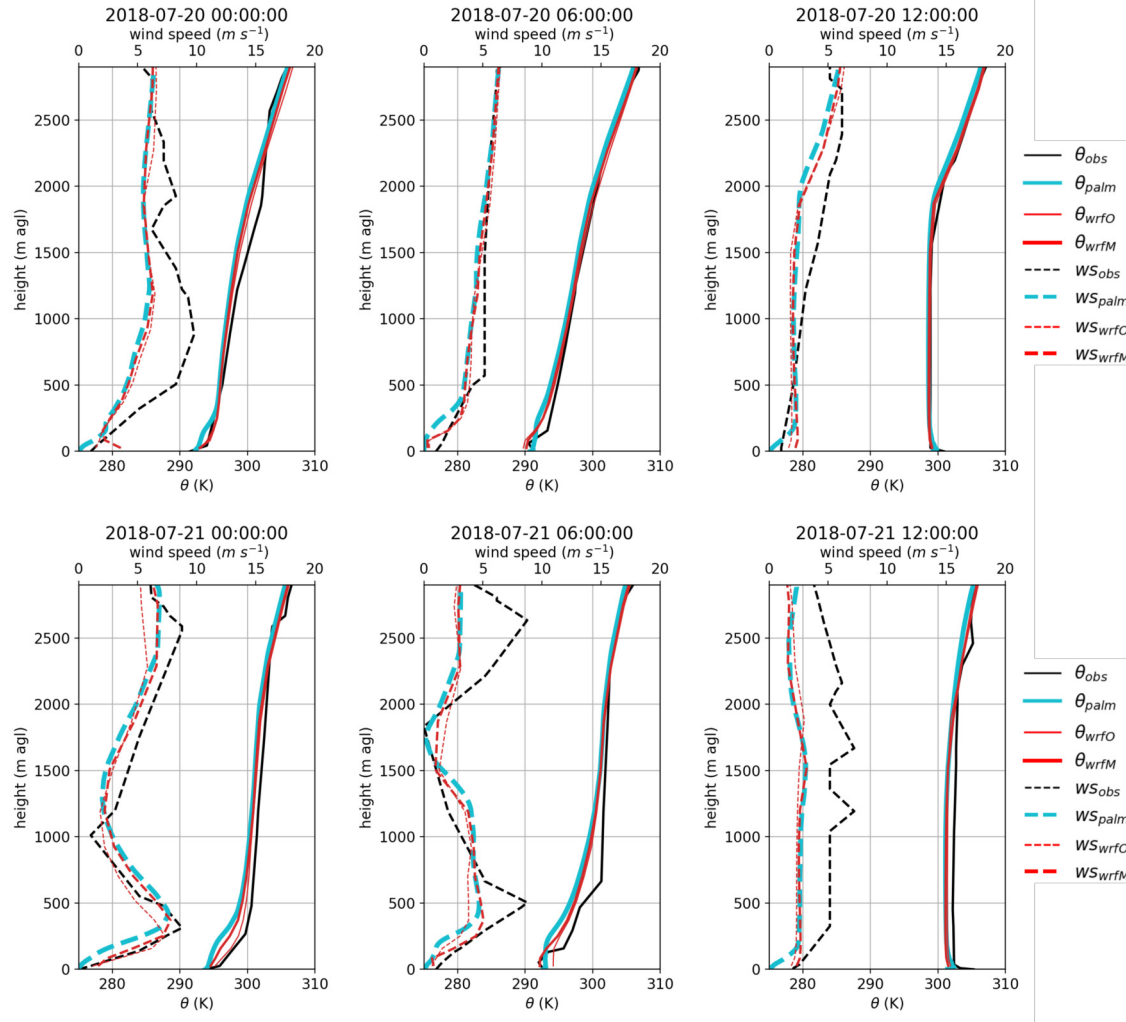 2018-07-20 00:00:00
wind speed (m s⁻¹)
0 5 10 15 20
height (m agl)
2500
2000
1500
1000
500
0
280 290 300 310
θ (K)
2018-07-20 06:00:00
wind speed (m s⁻¹)
0 5 10 15 20
height (m agl)
2500
2000
1500
1000
500
0
280 290 300 310
θ (K)
2018-07-20 12:00:00
wind speed (m s⁻¹)
0 5 10 15 20
height (m agl)
2500
2000
1500
1000
500
0
280 290 300 310
θ (K)
θobs
θpalm
θwrfO
θwrfM
wsobs
wspalm
wswrfO
wswrfM
2018-07-21 00:00:00
wind speed (m s⁻¹)
0 5 10 15 20
height (m agl)
2500
2000
1500
1000
500
0
280 290 300 310
θ (K)
2018-07-21 06:00:00
wind speed (m s⁻¹)
0 5 10 15 20
height (m agl)
2500
2000
1500
1000
500
0
280 290 300 310
θ (K)
2018-07-21 12:00:00
wind speed (m s⁻¹)
0 5 10 15 20
height (m agl)
2500
2000
1500
1000
500
0
280 290 300 310
θ (K)
θobs
θpalm
θwrfO
θwrfM
wsobs
wspalm
wswrfO
wswrfM